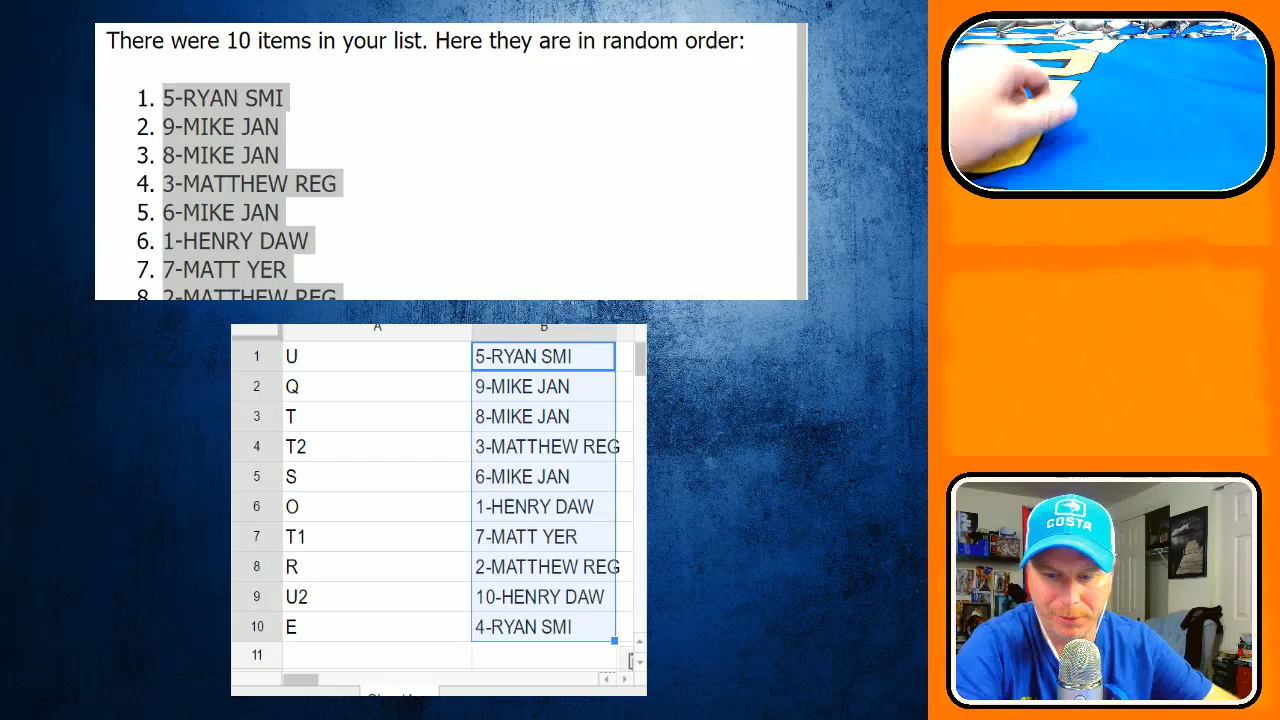 There were 10 items in your list. Here they are in random order:
1. 5-RYAN SMI
2. 9-MIKE JAN
3. 8-MIKE JAN
4. 3-MATTHEW REG
5. 6-MIKE JAN
6. 1-HENRY DAW
7. 7-MATT YER
8. 2-MATTHEW REG
A B
1 U 5-RYAN SMI
2 Q 9-MIKE JAN
3 T 8-MIKE JAN
4 T2 3-MATTHEW REG
5 S 6-MIKE JAN
6 O 1-HENRY DAW
7 T1 7-MATT YER
8 R 2-MATTHEW REG
9 U2 10-HENRY DAW
10 E 4-RYAN SMI
11
COSTA